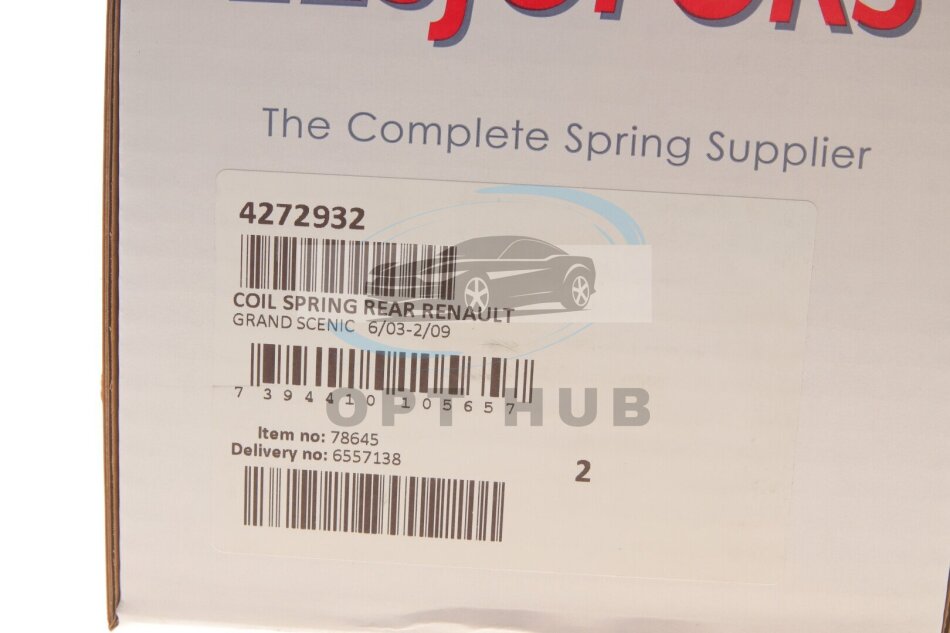 The Complete Spring Supplier
4272932
COIL SPRING REAR RENAULT
GRAND SCENIC 6/03-2/09
7 394410 105657
OPT HUB
Item no: 78645
Delivery no: 6557138
2